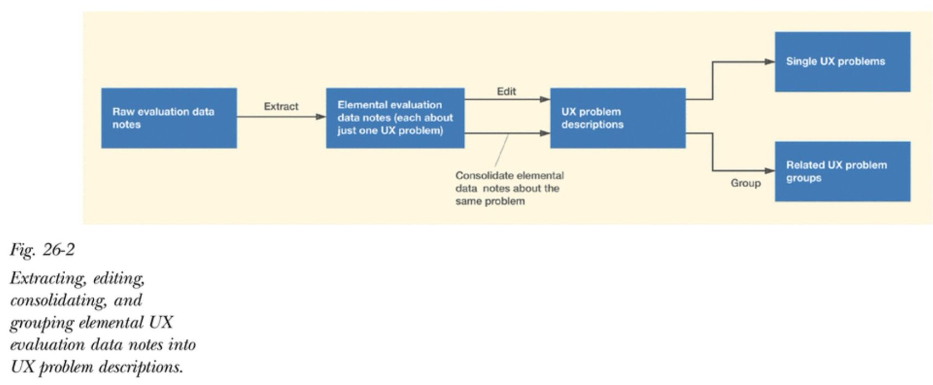 Raw evaluation data
notes
Extract
Elemental evaluation
data notes (each about
just one UX problem)
Edit
Consolidate elemental
data notes about the
same problem
UX problem
descriptions
Single UX problems
Group
Related UX problem
groups
Fig. 26-2
Extracting, editing,
consolidating, and
grouping elemental UX
evaluation data notes into
UX problem descriptions.